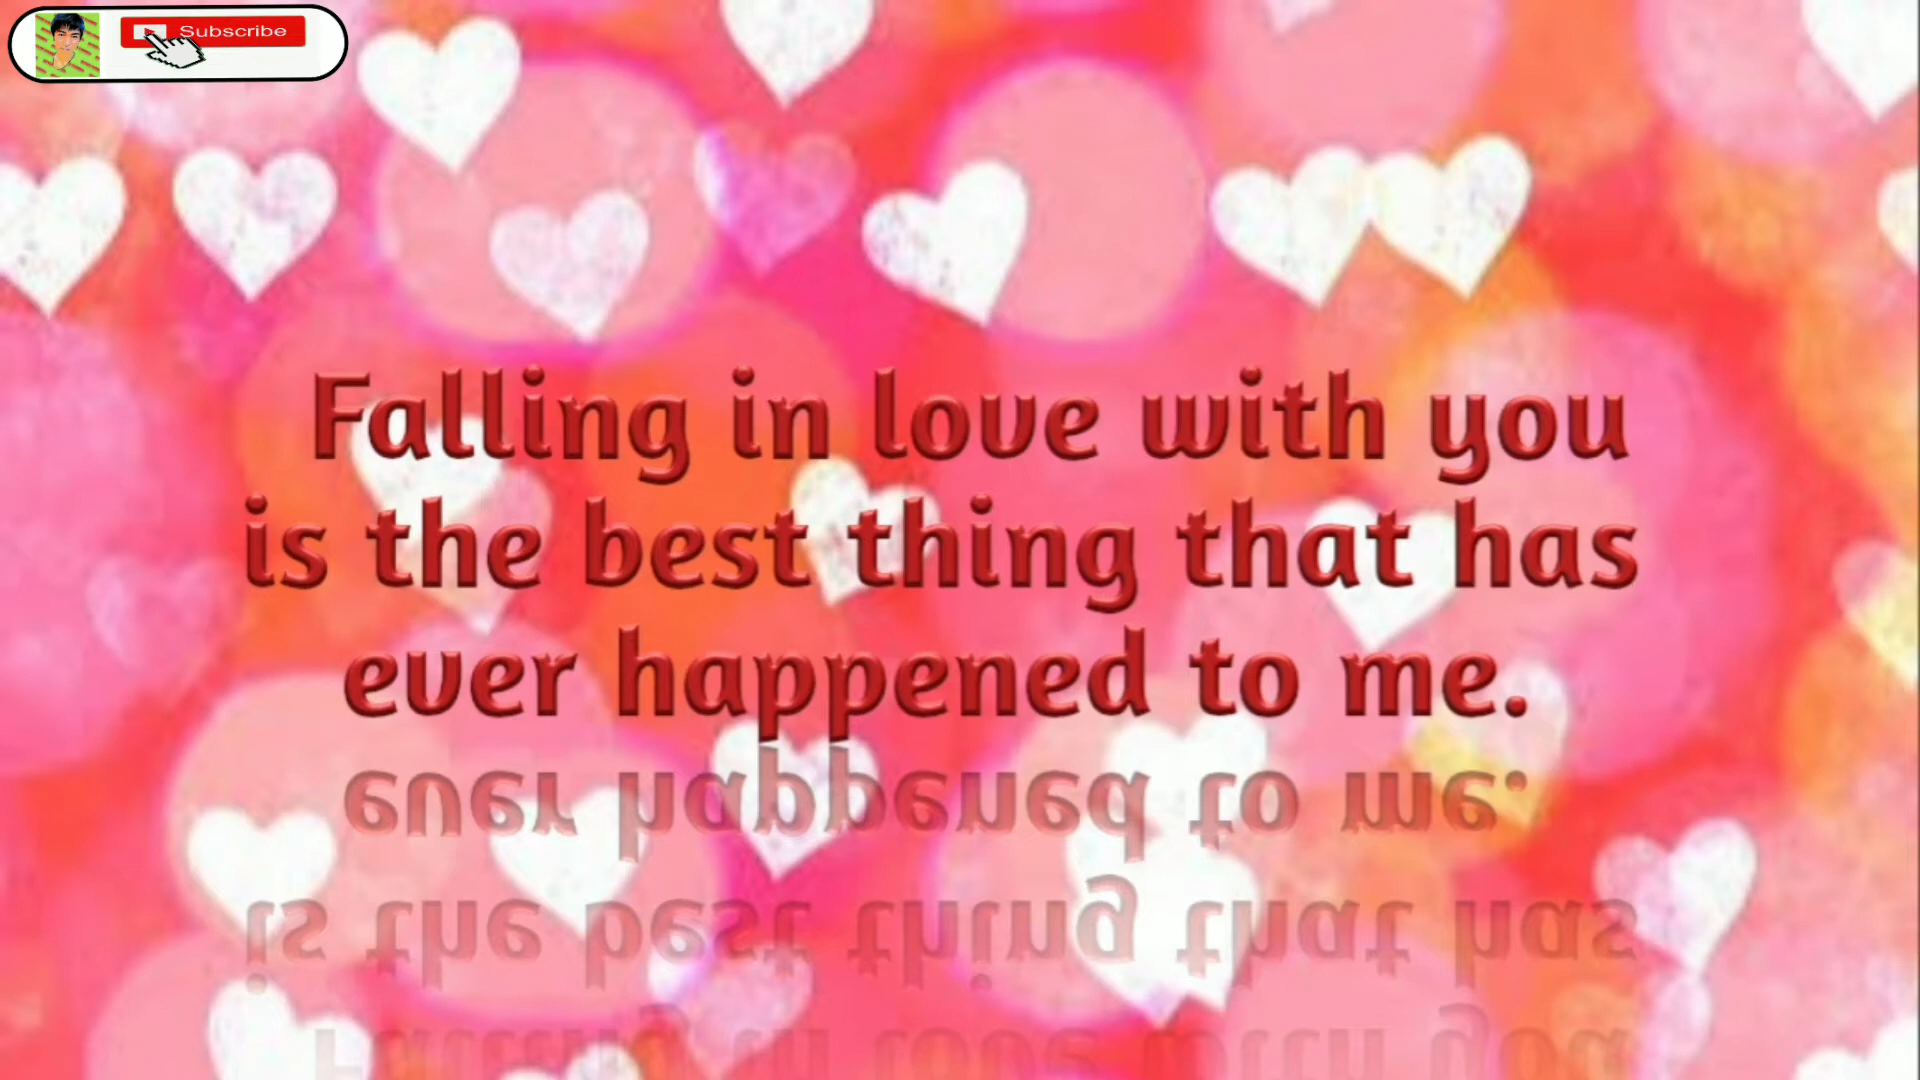 Subscribe
Falling in love with you
is the best thing that has
ever happened to me.